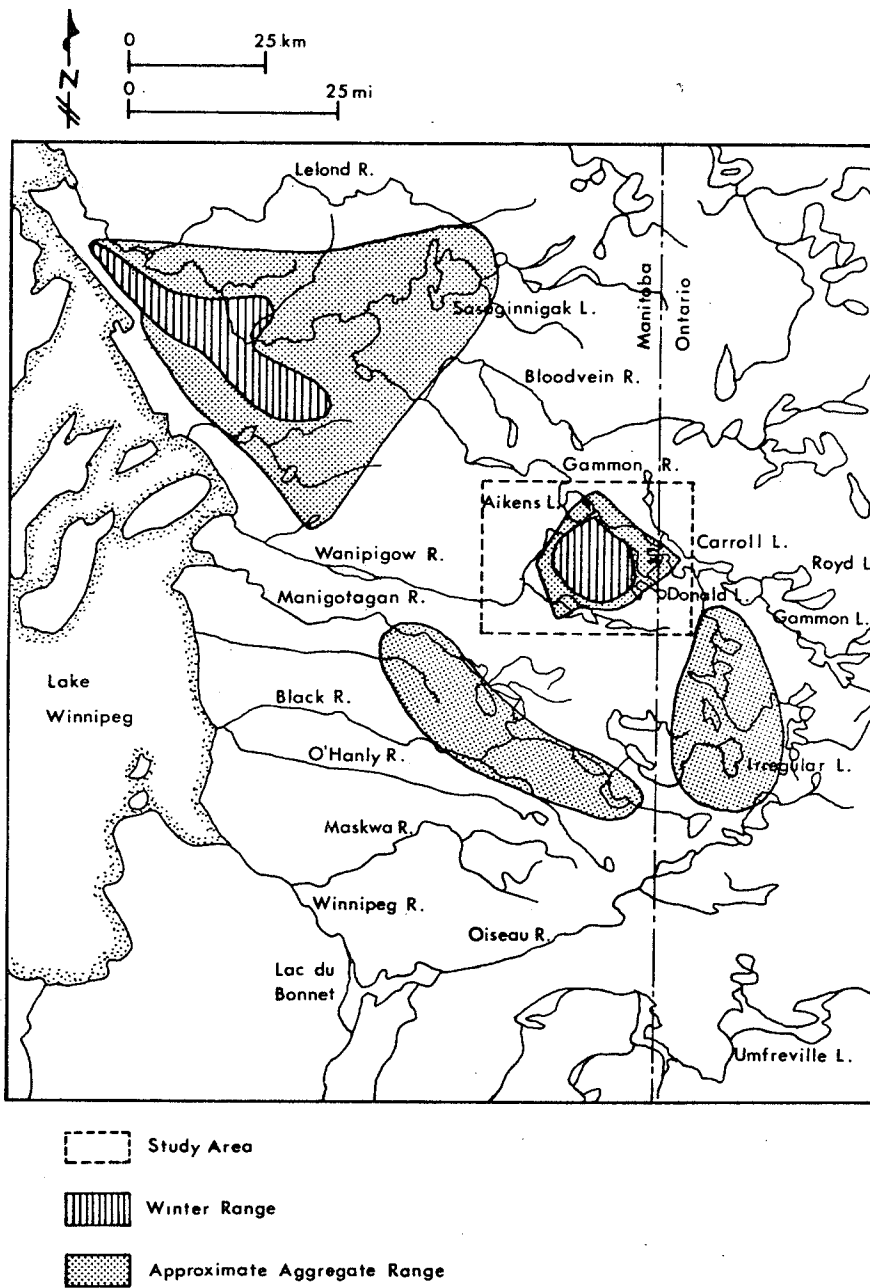 N
0 25 km
0 25 mi
Lelond R.
Manitoba
Ontario
Sasaginnigak L.
Bloodvein R.
Gammon R.
Aikens L.
Carroll L.
Wanipigow R.
Royd L
Manigotagan R.
Donald L.
Gammon L.
Lake
Winnipeg
Black R.
O'Hanly R.
Irregular L.
Maskwa R.
Winnipeg R.
Oiseau R.
Lac du
Bonnet
Umfreville L.
Study Area
Winter Range
Approximate Aggregate Range